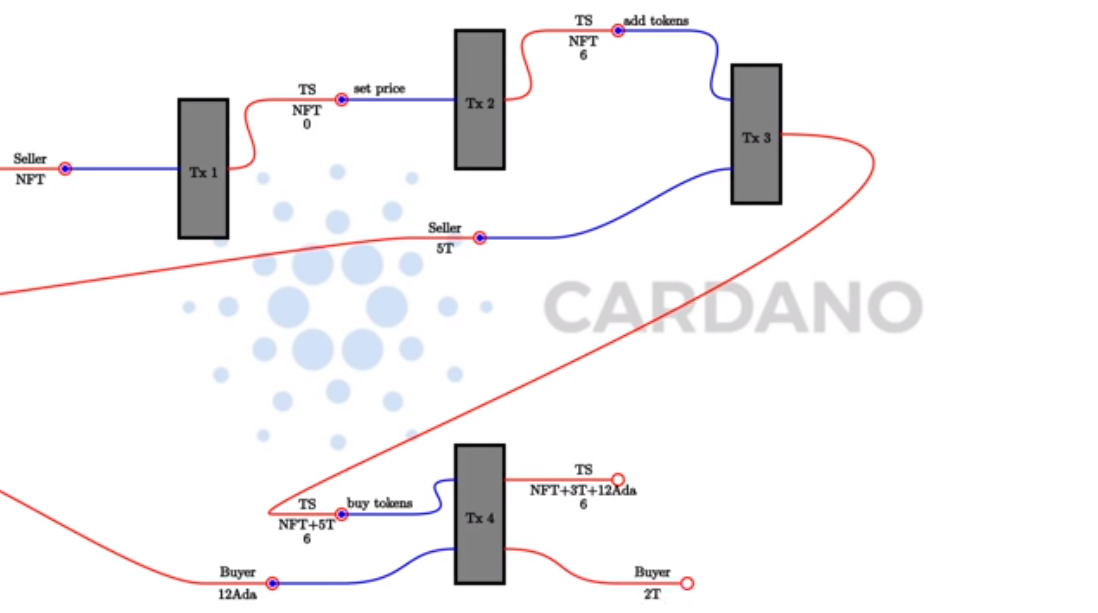 TS
add tokens
NFT
6
TS
set price
NFT
0
Tx 2
Tx 3
Seller
NFT
Tx 1
Seller
5T
CARDANO
TS
NFT+3T+12Ada
6
TS
buy tokens
NFT+5T
6
Tx 4
Buyer
12Ada
Buyer
2T